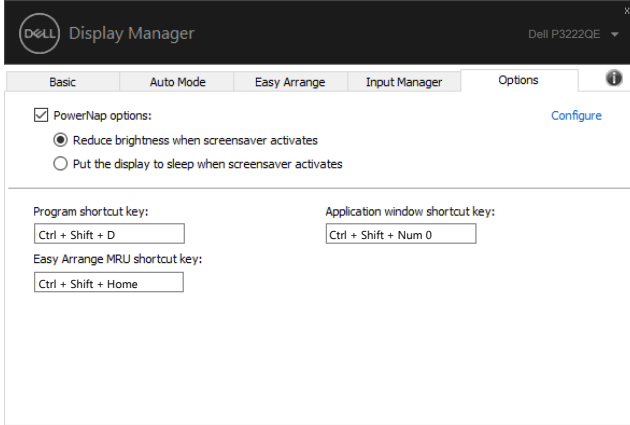 x
DELL Display Manager
Dell P3222QE
Basic Auto Mode Easy Arrange Input Manager Options i
PowerNap options: Configure
Reduce brightness when screensaver activates
Put the display to sleep when screensaver activates
Program shortcut key: Application window shortcut key:
Ctrl + Shift + D Ctrl + Shift + Num 0
Easy Arrange MRU shortcut key:
Ctrl + Shift + Home